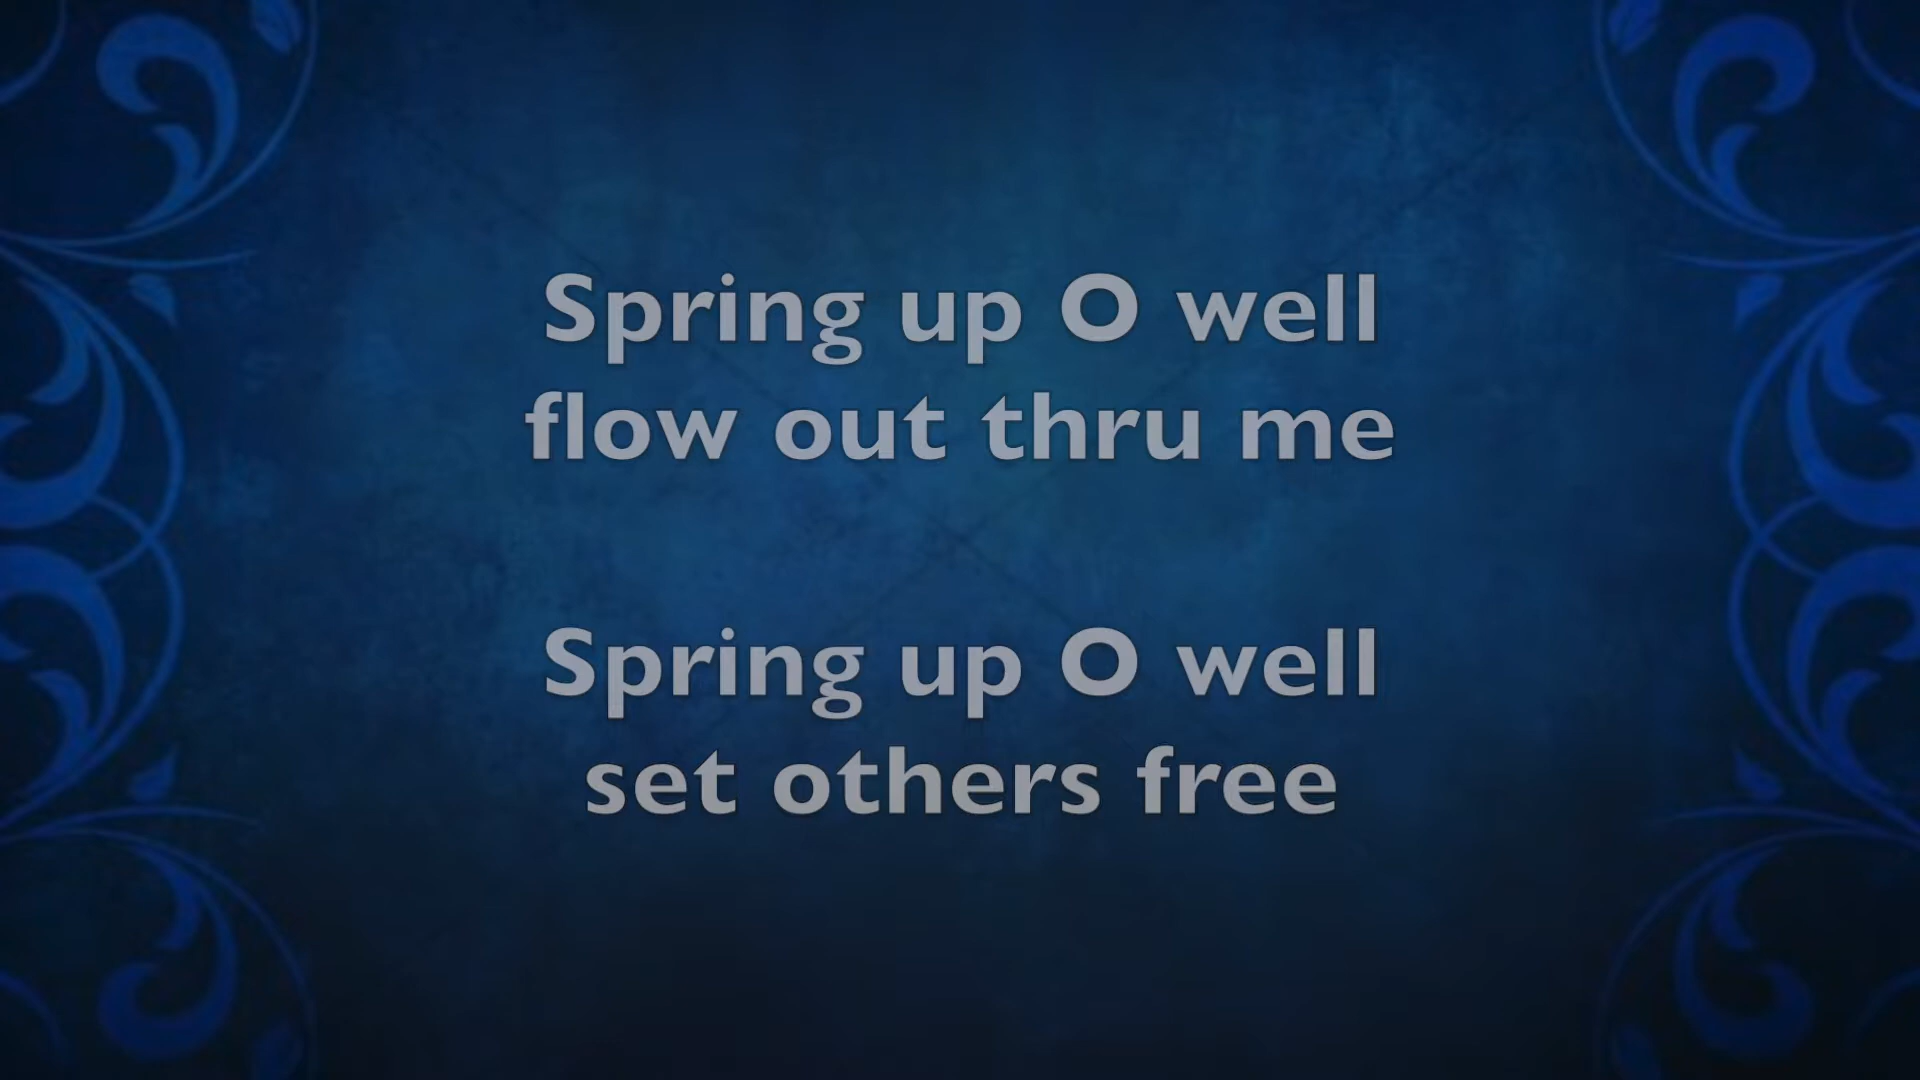 Spring up O well
flow out thru me
Spring up O well
set others free